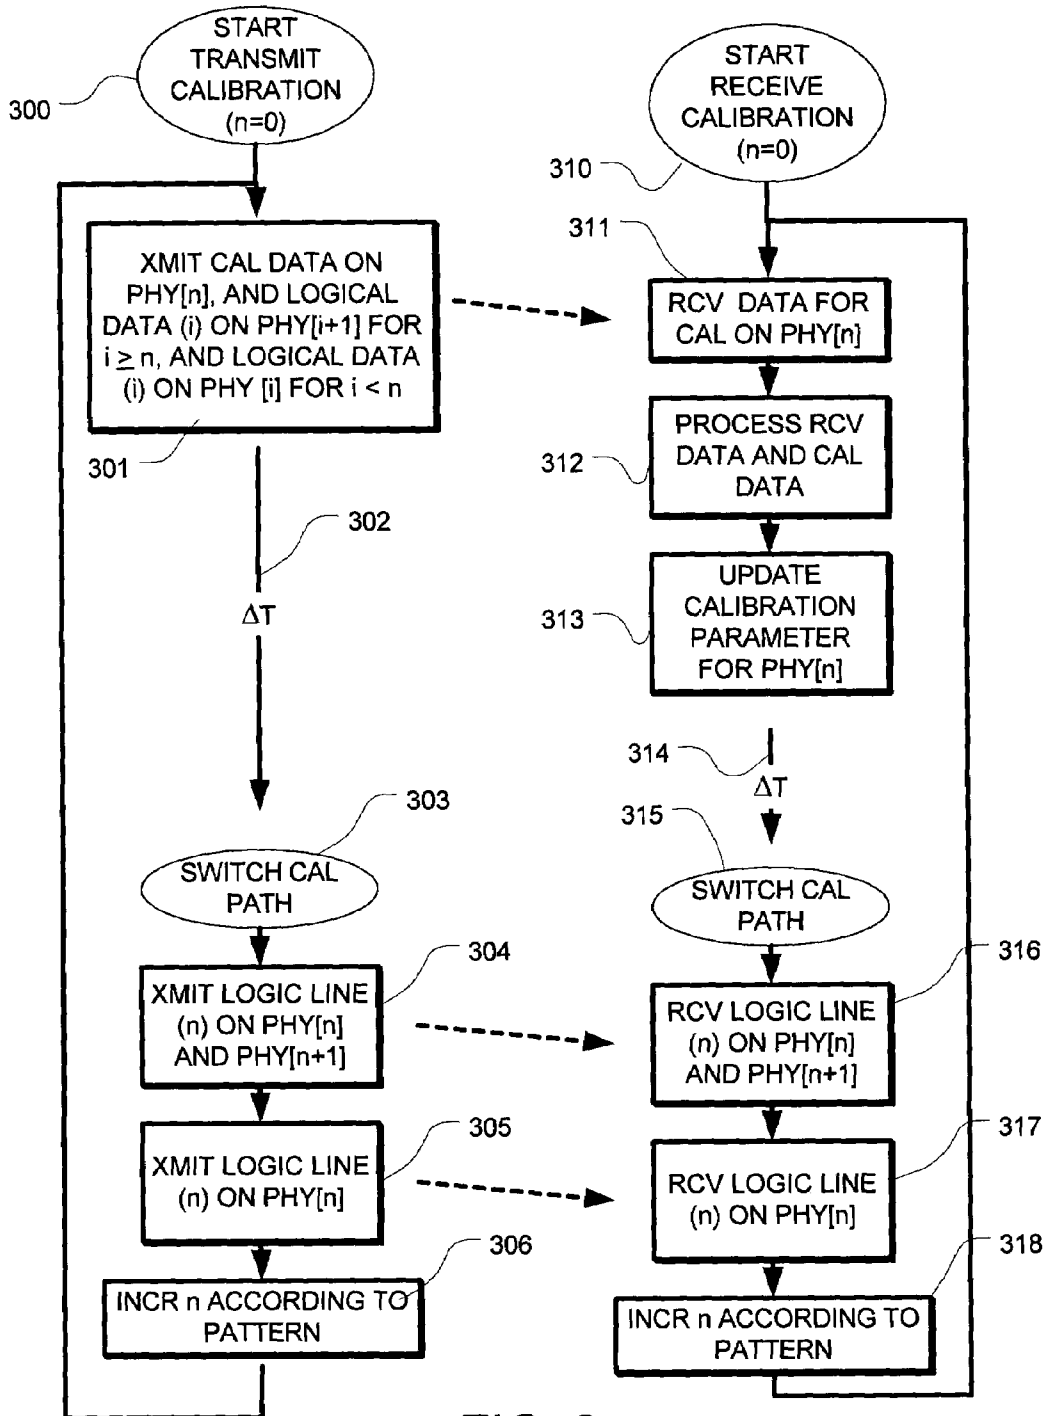 START
TRANSMIT
CALIBRATION
(n=0)
300
XMIT CAL DATA ON
PHY[n], AND LOGICAL
DATA (i) ON PHY[i+1] FOR
i ≥ n, AND LOGICAL DATA
(i) ON PHY [i] FOR i < n
301
302
ΔT
303
SWITCH CAL
PATH
304
XMIT LOGIC LINE
(n) ON PHY[n]
AND PHY[n+1]
305
XMIT LOGIC LINE
(n) ON PHY[n]
306
INCR n ACCORDING TO
PATTERN
START
RECEIVE
CALIBRATION
(n=0)
310
311
RCV DATA FOR
CAL ON PHY[n]
312
PROCESS RCV
DATA AND CAL
DATA
313
UPDATE
CALIBRATION
PARAMETER
FOR PHY[n]
314
ΔT
315
SWITCH CAL
PATH
316
RCV LOGIC LINE
(n) ON PHY[n]
AND PHY[n+1]
317
RCV LOGIC LINE
(n) ON PHY[n]
318
INCR n ACCORDING TO
PATTERN